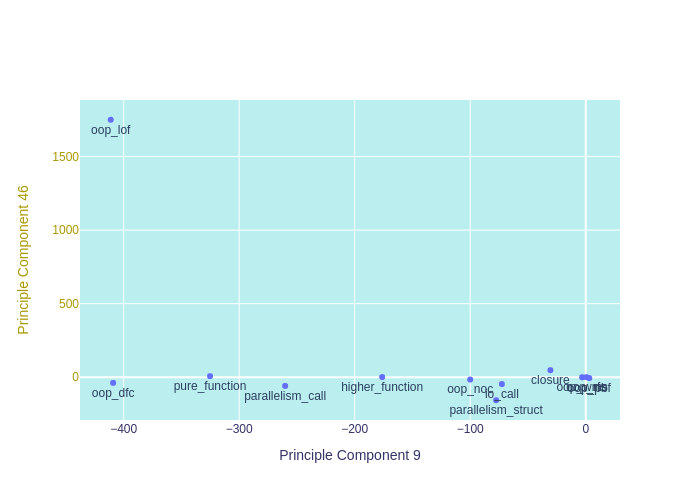 oop_lof
1500
1000
500
0
Principle Component 46
pure_function
oop_dfc
parallelism_call
higher_function
oop_noc
io_call
parallelism_struct
closure
−400
−300
−200
−100
0
Principle Component 9